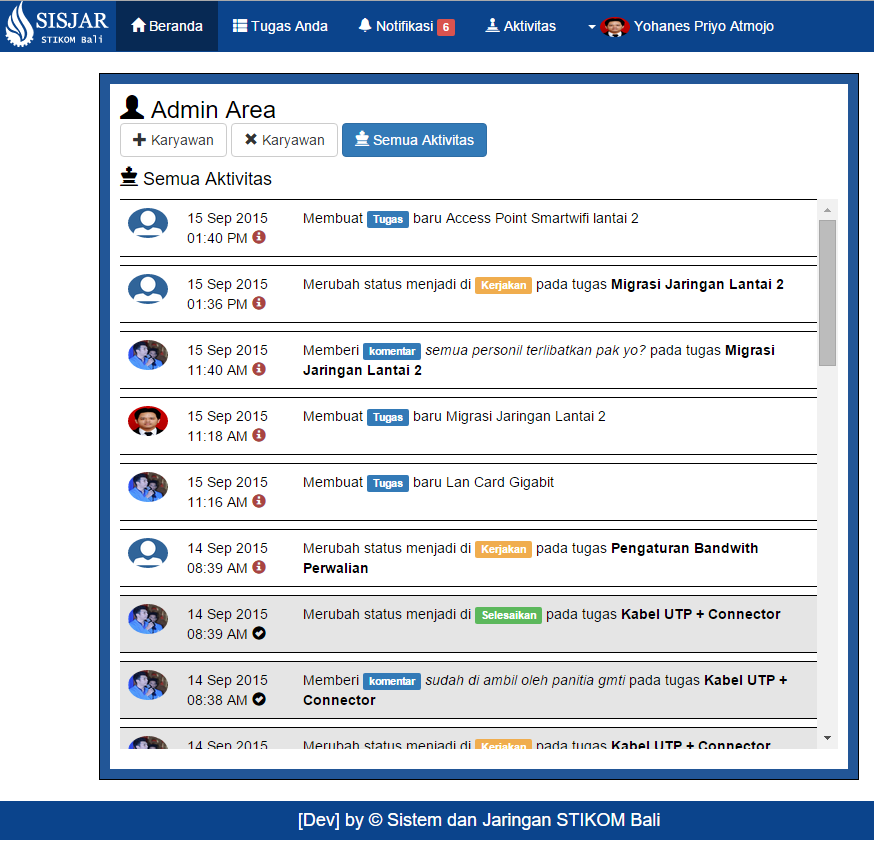 SISJAR
STIKOM Bali
Beranda
Tugas Anda
Notifikasi 6
Aktivitas
Yohanes Priyo Atmojo
Admin Area
Karyawan
Karyawan
Semua Aktivitas
Semua Aktivitas
15 Sep 2015
01:40 PM
Membuat Tugas baru Access Point Smartwifi lantai 2
15 Sep 2015
01:36 PM
Merubah status menjadi di Kerjakan pada tugas Migrasi Jaringan Lantai 2
15 Sep 2015
11:40 AM
Memberi komentar semua personil terlibatkan pak yo? pada tugas Migrasi
Jaringan Lantai 2
15 Sep 2015
11:18 AM
Membuat Tugas baru Migrasi Jaringan Lantai 2
15 Sep 2015
11:16 AM
Membuat Tugas baru Lan Card Gigabit
14 Sep 2015
08:39 AM
Merubah status menjadi di Kerjakan pada tugas Pengaturan Bandwith
Perwalian
14 Sep 2015
08:39 AM
Merubah status menjadi di Selesaikan pada tugas Kabel UTP + Connector
14 Sep 2015
08:38 AM
Memberi komentar sudah di ambil oleh panitia gmti pada tugas Kabel UTP +
Connector
14 Sep 2015
Merubah status menjadi di Kerjakan pada tugas Kabel UTP + Connector
[Dev] by © Sistem dan Jaringan STIKOM Bali